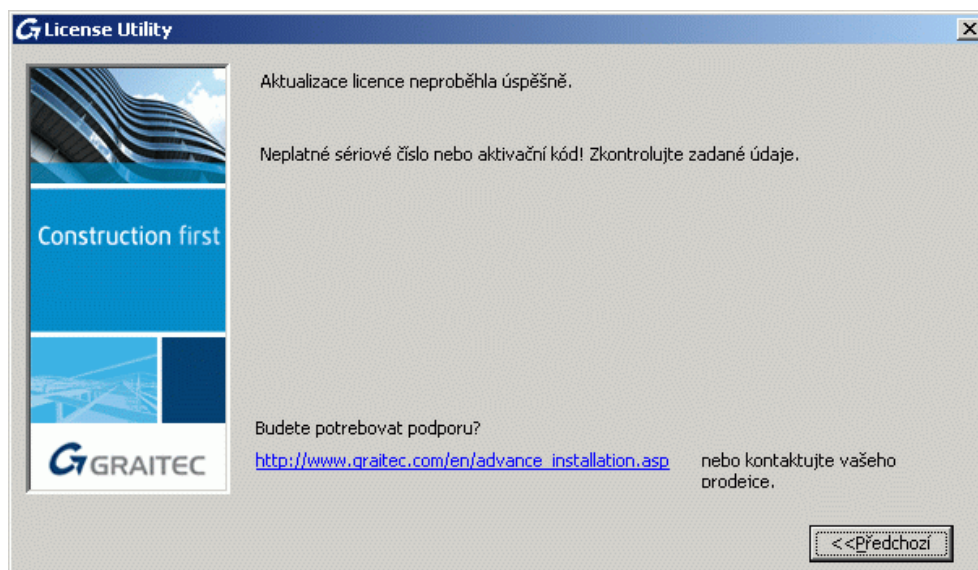 License Utility
Aktualizace licence neproběhla úspěšně.
Neplatné sériové číslo nebo aktivační kód! Zkontrolujte zadané údaje.
Construction first
GRAITEC
Budete potrebovat podporu?
http://www.graitec.com/en/advance_installation.asp
nebo kontaktujte vašeho
prodejce.
<<Předchozí